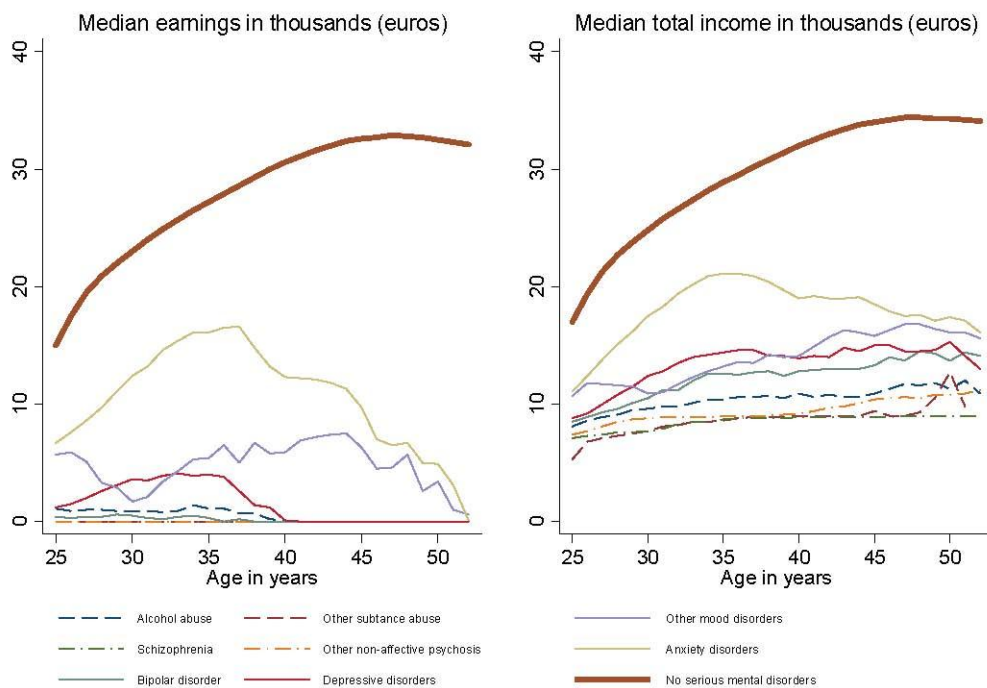 Median earnings in thousands (euros)
40
30
20
10
0
25 30 35 40 45 50
Age in years
Median total income in thousands (euros)
40
30
20
10
0
25 30 35 40 45 50
Age in years
Alcohol abuse
Other subtance abuse
Other mood disorders
Schizophrenia
Other non-affective psychosis
Anxiety disorders
Bipolar disorder
Depressive disorders
No serious mental disorders